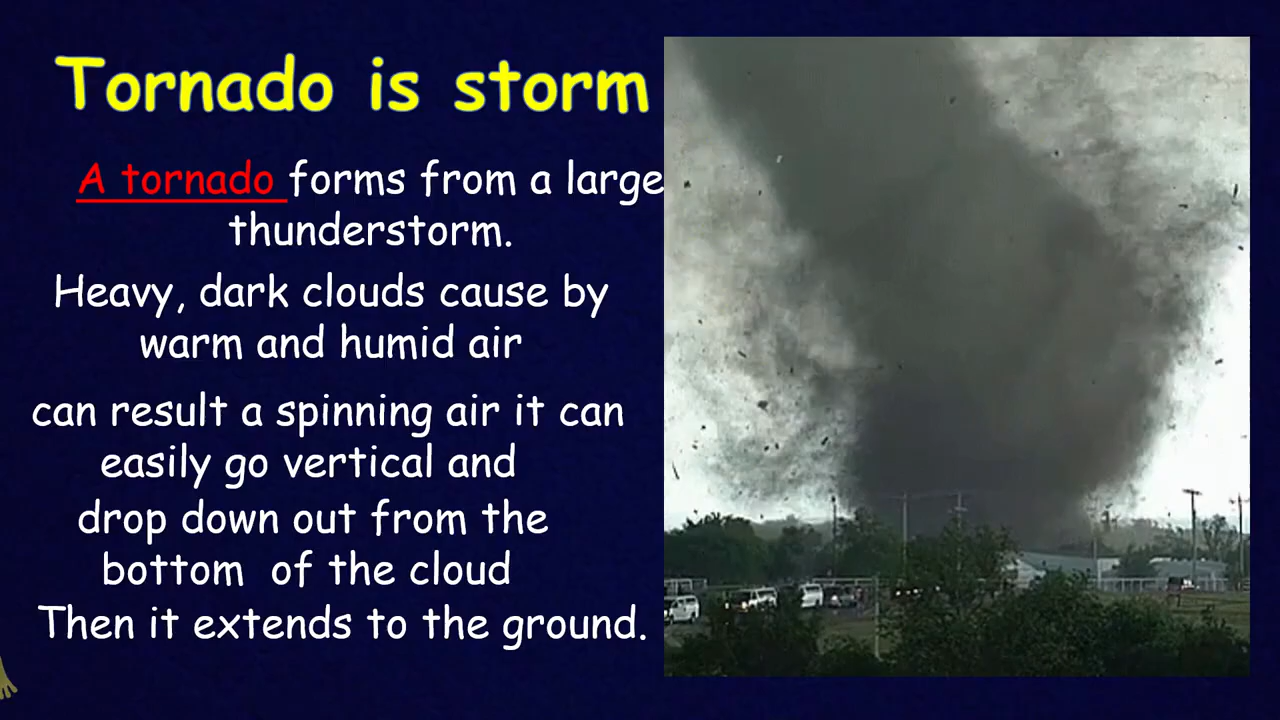 Tornado is storm
A tornado forms from a large
thunderstorm.
Heavy, dark clouds cause by
warm and humid air
can result a spinning air it can
easily go vertical and
drop down out from the
bottom of the cloud
Then it extends to the ground.